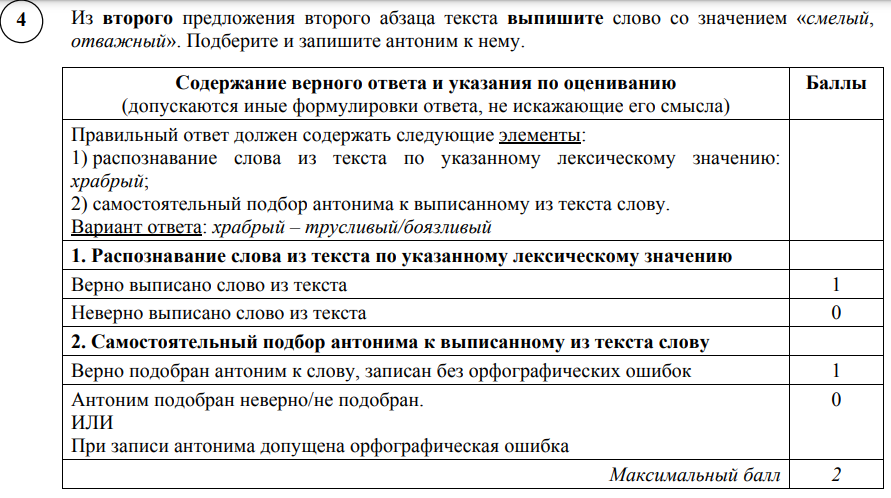 4
Из второго предложения второго абзаца текста выпишите слово со значением «смелый,
отважный». Подберите и запишите антоним к нему.
Содержание верного ответа и указания по оцениванию
(допускаются иные формулировки ответа, не искажающие его смысла)
Баллы
Правильный ответ должен содержать следующие элементы:
1) распознавание слова из текста по указанному лексическому значению:
храбрый;
2) самостоятельный подбор антонима к выписанному из текста слову.
Вариант ответа: храбрый – трусливый/боязливый
1. Распознавание слова из текста по указанному лексическому значению
Верно выписано слово из текста 1
Неверно выписано слово из текста 0
2. Самостоятельный подбор антонима к выписанному из текста слову
Верно подобран антоним к слову, записан без орфографических ошибок 1
Антоним подобран неверно/не подобран. 0
ИЛИ
При записи антонима допущена орфографическая ошибка
Максимальный балл 2